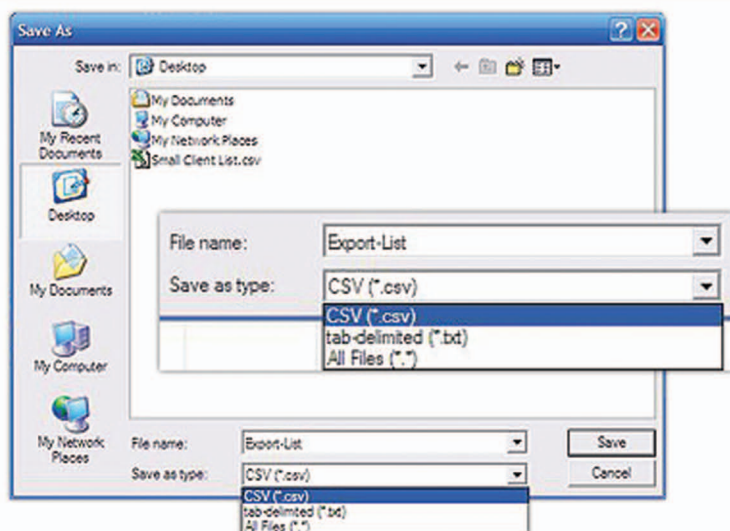 Save As
Save in:
Desktop
My Documents
My Computer
My Network Places
Small Client List.csv
My Recent
Documents
Desktop
My Documents
My Computer
My Network
Places
File name:
Export-List
Save as type:
CSV (*.csv)
CSV (*.csv)
tab-delimited (*.txt)
All Files (*.*)
File name:
Export-List
Save
Save as type:
CSV (*.csv)
Cancel
CSV (*.csv)
tab-delimited (*.txt)
All Files (*.*)